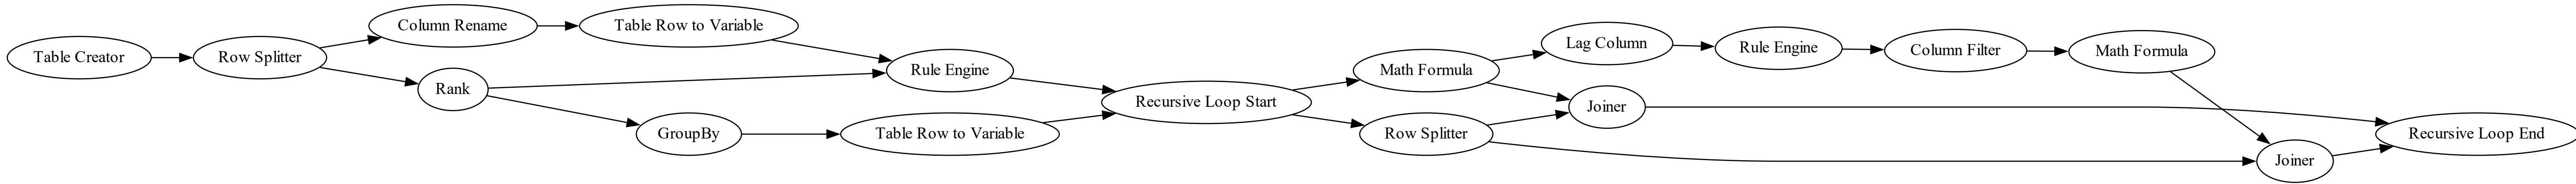 Table Creator
Row Splitter
Column Rename
Table Row to Variable
Rank
GroupBy
Rule Engine
Table Row to Variable
Recursive Loop Start
Math Formula
Row Splitter
Lag Column
Joiner
Rule Engine
Column Filter
Math Formula
Joiner
Recursive Loop End